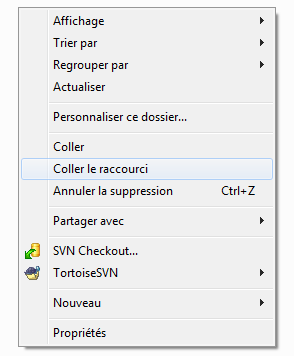 Affichage
Trier par
Regrouper par
Actualiser
Personnaliser ce dossier...
Coller
Coller le raccourci
Annuler la suppression Ctrl+Z
Partager avec
SVN Checkout...
TortoiseSVN
Nouveau
Propriétés